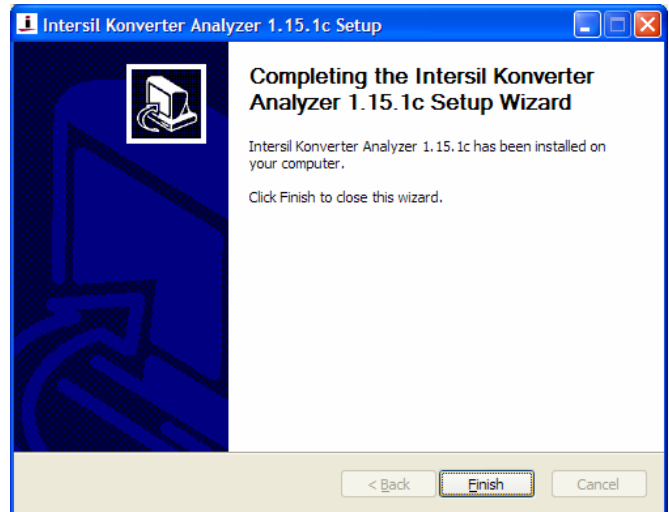 Intersil Konverter Analyzer 1.15.1c Setup
Completing the Intersil Konverter
Analyzer 1.15.1c Setup Wizard
Intersil Konverter Analyzer 1.15.1c has been installed on
your computer.
Click Finish to close this wizard.
< Back
Finish
Cancel